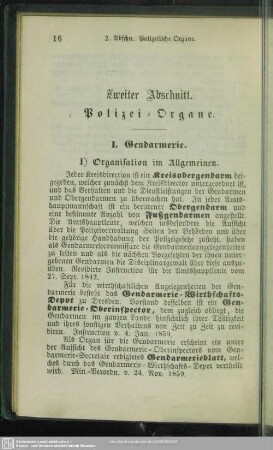 16 2. Abschn. Polizeiliche Organe.
Zweiter Abschnitt.
Polizei-Organe.
I. Gendarmerie.
1) Organisation im Allgemeinen.
Jeder Kreisdirection ist ein Kreisobergendarm bei-
gegeben, welcher zunächst dem Kreisdirector untergeordnet ist,
und das Verhalten und die Dienstleistungen der Gendarmen
und Obergendarmen zu überwachen hat. In jeder Amts-
hauptmannschaft ist ein berittener Obergendarm und
eine bestimmte Anzahl von Fußgendarmen angestellt.
Die Amtshauptleute, welchen insbesondere die Aufsicht
über die Polizeiverwaltung Seiten der Behörden und über
die gehörige Handhabung der Polizeigesetze zusteht, haben
als Gendarmeriecommissare die Gendarmerieangelegenheiten
zu leiten und als die nächsten Vorgesetzten der ihnen unter-
gebenen Gendarmen die Disciplinargewalt über diese auszu-
üben. Revidirte Instruction für die Amtshauptleute vom
27. Sept. 1842.
Für die wirthschaftlichen Angelegenheiten der Gen-
darmerie besteht das Gendarmerie-Wirthschafts-
Depot zu Dresden. Vorstand desselben ist ein Gen-
darmerie-Oberinspector, dem zugleich obliegt, die
Gendarmen im ganzen Lande hinsichtlich ihrer Thätigkeit
und ihres sonstigen Verhaltens von Zeit zu Zeit zu revi-
diren. Instruction v. 4. Jan. 1859.
Als Organ für die Gendarmerie erscheint ein unter
der Aufsicht des Gendarmerie-Oberinspectors vom Gen-
darmerie-Secretair redigirtes Gendarmerieblatt, wel-
ches durch das Gendarmerie-Wirthschafts-Depot vertheilt
wird. Min.-Verordn. v. 24. Nov. 1859.